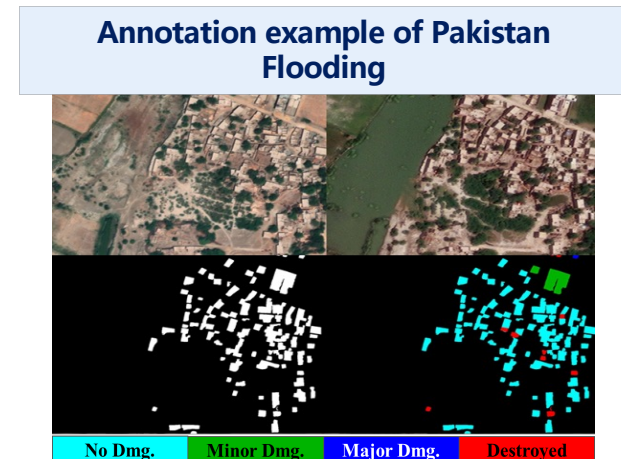 Annotation example of Pakistan
Flooding
No Dmg. Minor Dmg. Major Dmg. Destroyed